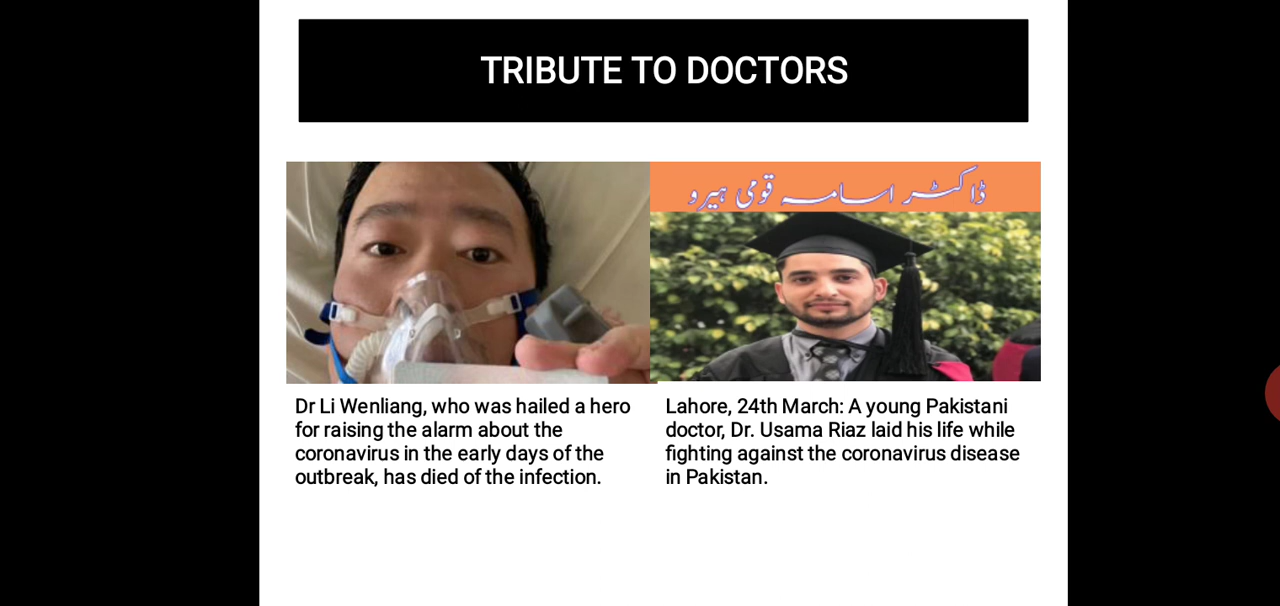 TRIBUTE TO DOCTORS
ڈاکٹر اسامہ قومی ہیرو
Dr Li Wenliang, who was hailed a hero
for raising the alarm about the
coronavirus in the early days of the
outbreak, has died of the infection.
Lahore, 24th March: A young Pakistani
doctor, Dr. Usama Riaz laid his life while
fighting against the coronavirus disease
in Pakistan.